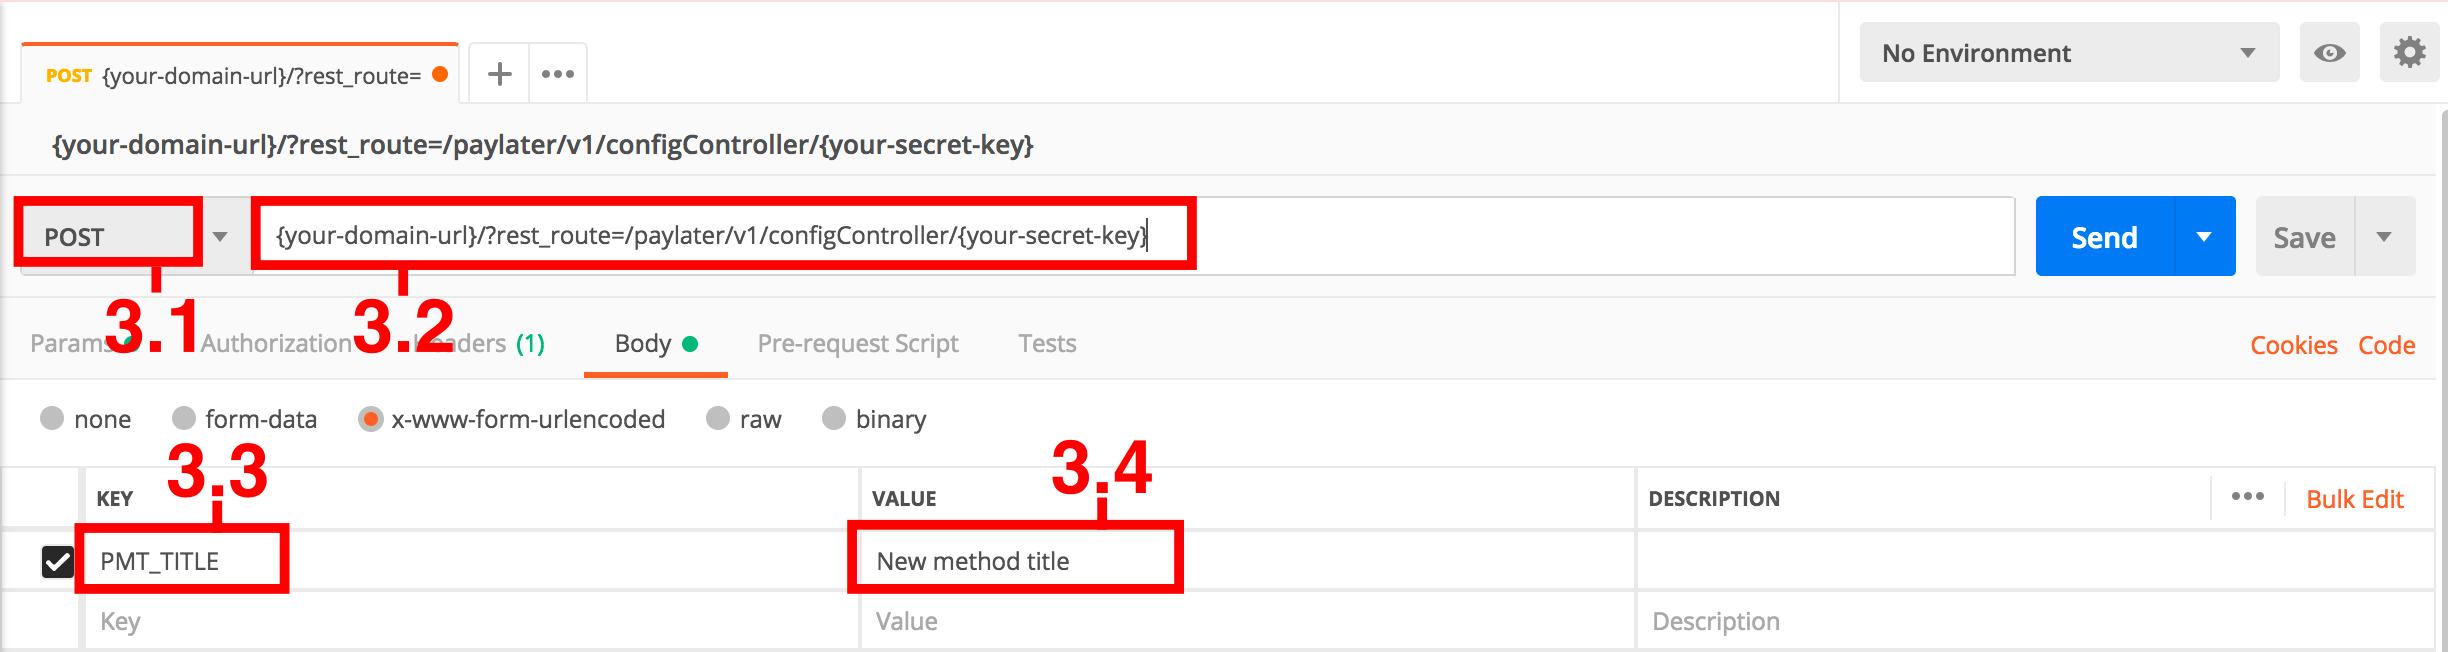 POST {your-domain-url}/?rest_route=
No Environment
{your-domain-url}/?rest_route=/paylater/v1/configController/{your-secret-key}
POST
{your-domain-url}/?rest_route=/paylater/v1/configController/{your-secret-key}
Send
Save
3.1
3.2
Params Authorization Headers (1) Body Pre-request Script Tests
Cookies Code
none form-data x-www-form-urlencoded raw binary
3.3
3.4
KEY VALUE DESCRIPTION Bulk Edit
PMT_TITLE New method title
Key Value Description